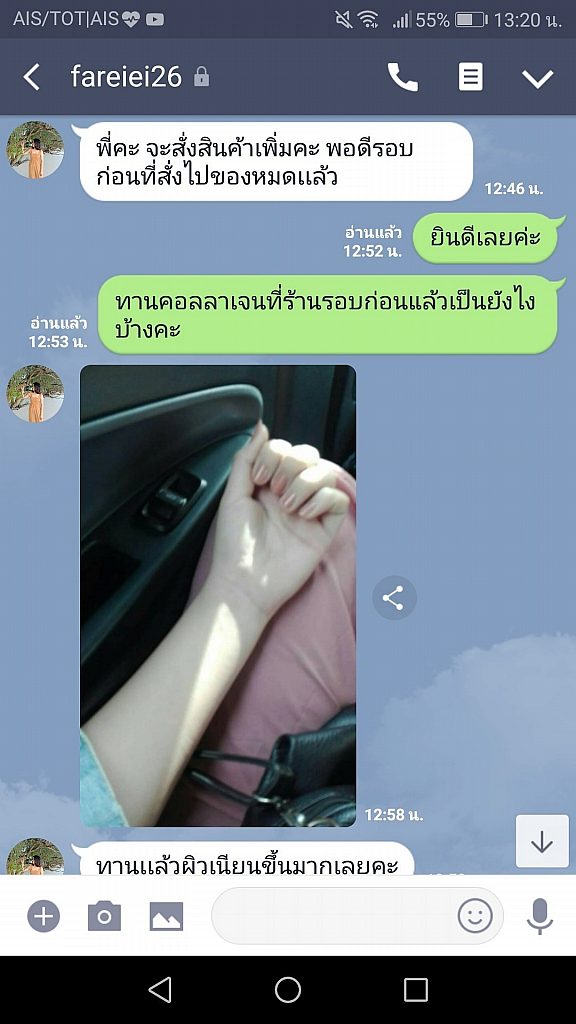 AIS/TOT|AIS 55% 13:20 น.
fareiei26
พี่คะ จะสั่งสินค้าเพิ่มคะ พอดีรอบ
ก่อนที่สั่งไปของหมดแล้ว
12:46 น.
อ่านแล้ว
12:52 น.
ยินดีเลยค่ะ
ทานคอลลาเจนที่ร้านรอบก่อนแล้วเป็นยังไง
บ้างคะ
อ่านแล้ว
12:53 น.
12:58 น.
ทานแล้วผิวเนียนขึ้นมากเลยคะ